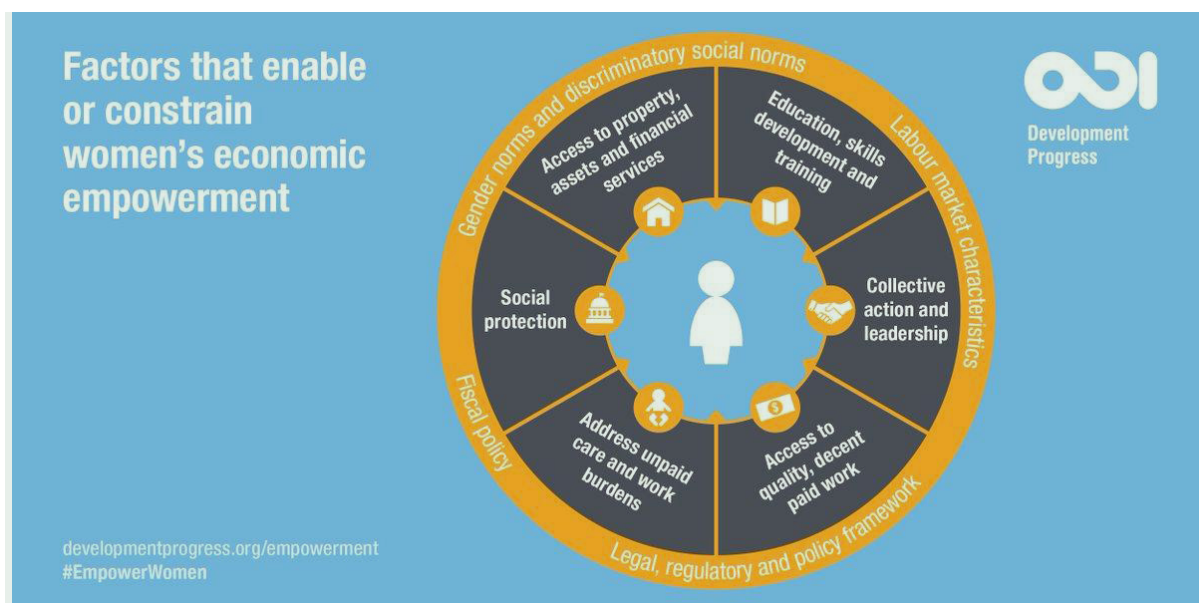 Factors that enable
or constrain
women's economic
empowerment
ODI
Development
Progress
Gender norms and discriminatory social norms
Labour market characteristics
Legal, regulatory and policy framework
Fiscal policy
Access to property,
assets and financial
services
Education, skills
development and
training
Collective
action and
leadership
Access to
quality, decent
paid work
Address unpaid
care and work
burdens
Social
protection
developmentprogress.org/empowerment
#EmpowerWomen